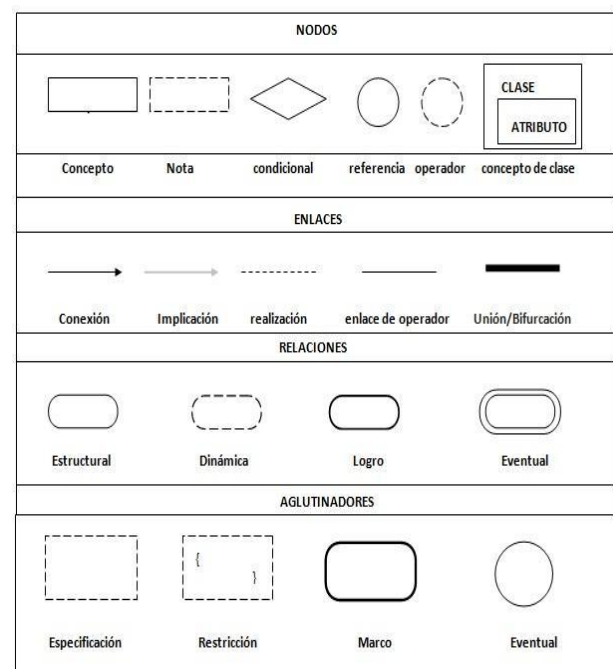 NODOS
CLASE
ATRIBUTO
Concepto Nota condicional referencia operador concepto de clase
ENLACES
Conexión Implicación realización enlace de operador Unión/Bifurcación
RELACIONES
Estructural Dinámica Logro Eventual
AGLUTINADORES
{
}
Especificación Restricción Marco Eventual